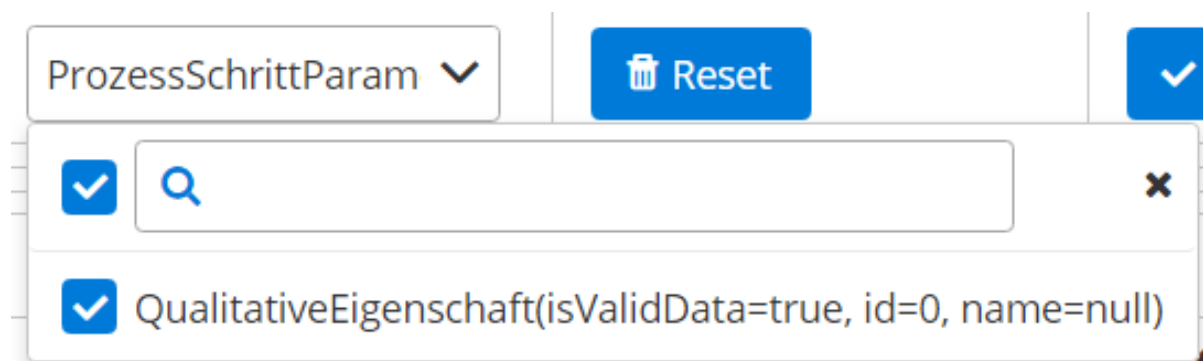 ProzessSchrittParam
Reset
QualitativeEigenschaft(isValidData=true, id=0, name=null)